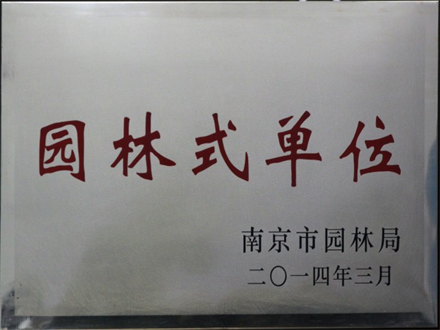 园林式单位
南京市园林局
二〇一四年三月